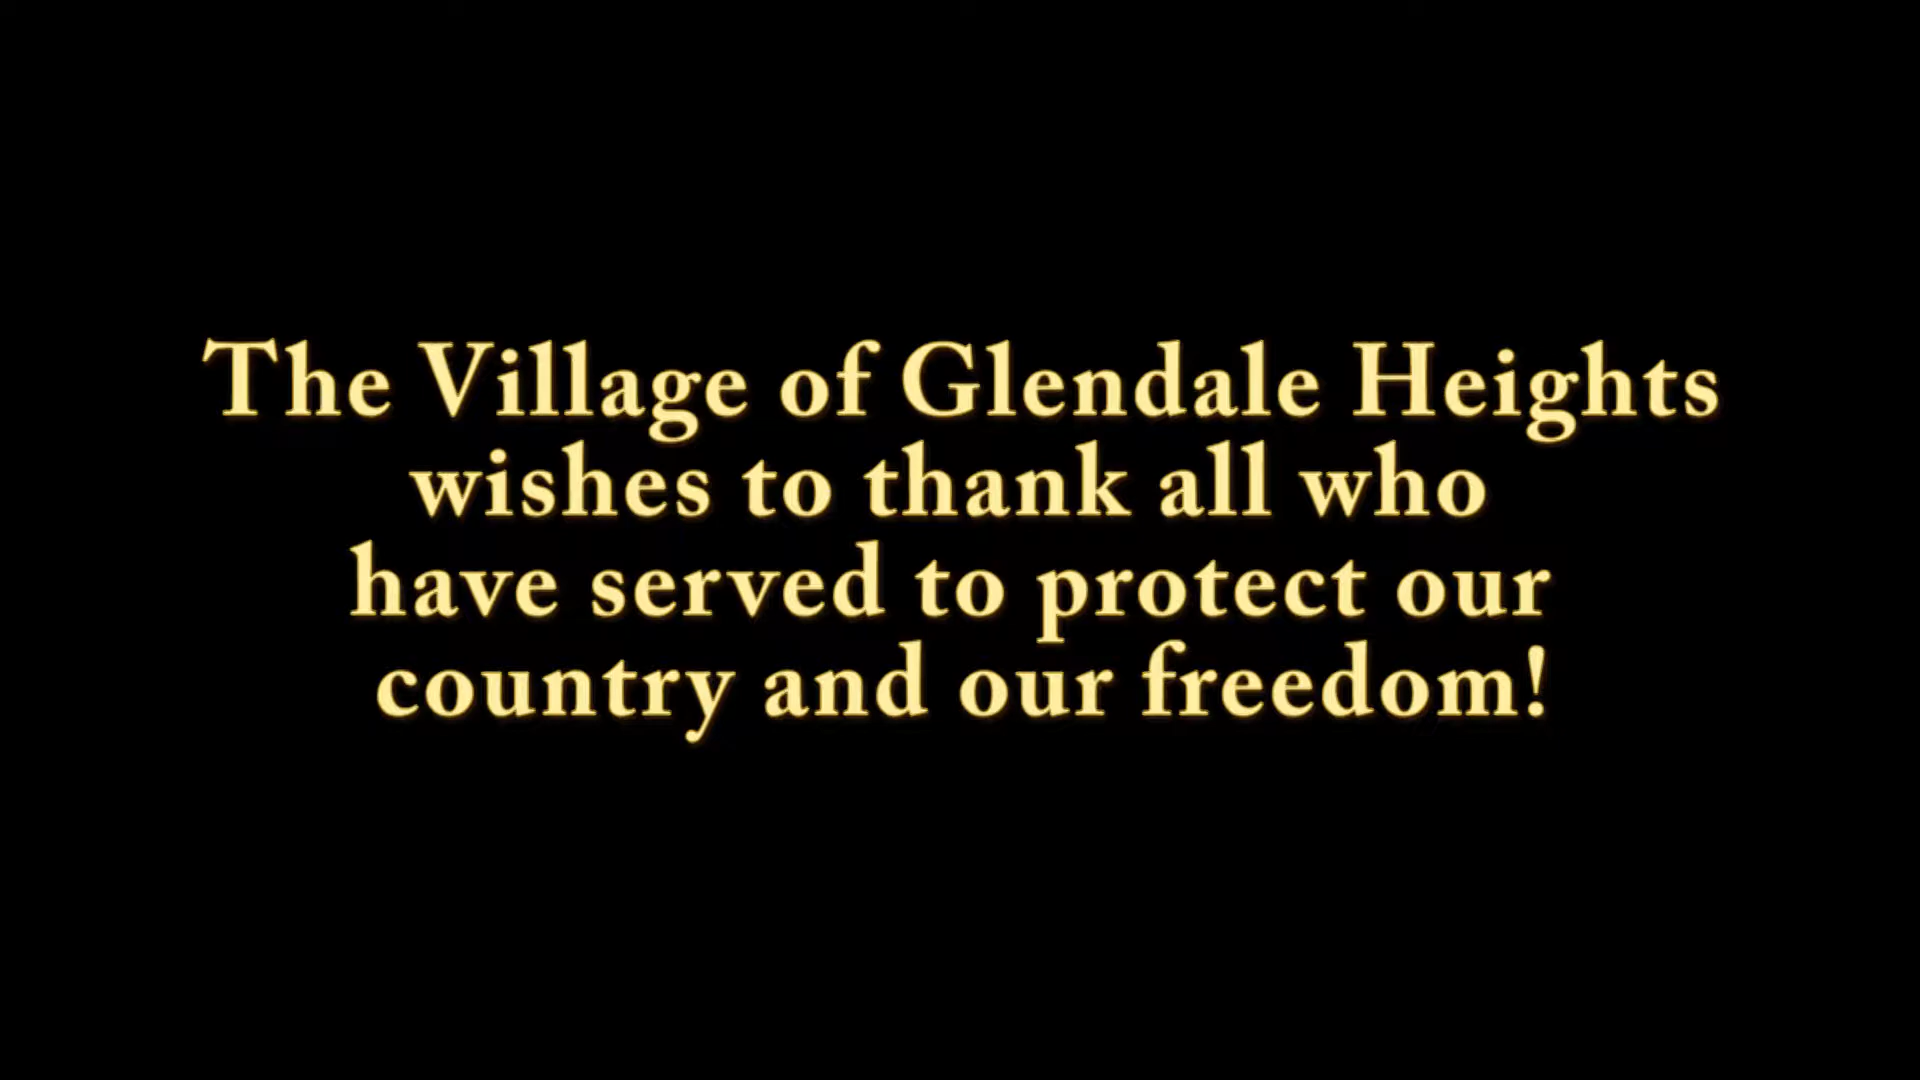 The Village of Glendale Heights
wishes to thank all who
have served to protect our
country and our freedom!